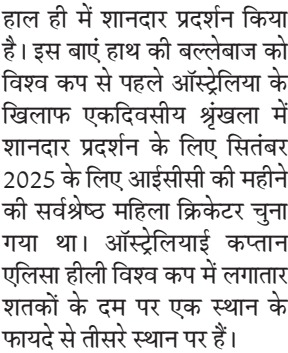 हाल ही में शानदार प्रदर्शन किया
है। इस बाएं हाथ की बल्लेबाज को
विश्व कप से पहले ऑस्ट्रेलिया के
खिलाफ एकदिवसीय श्रृंखला में
शानदार प्रदर्शन के लिए सितंबर
2025 के लिए आईसीसी की महीने
की सर्वश्रेष्ठ महिला क्रिकेटर चुना
गया था। ऑस्ट्रेलियाई कप्तान
एलिसा हीली विश्व कप में लगातार
शतकों के दम पर एक स्थान के
फायदे से तीसरे स्थान पर हैं।